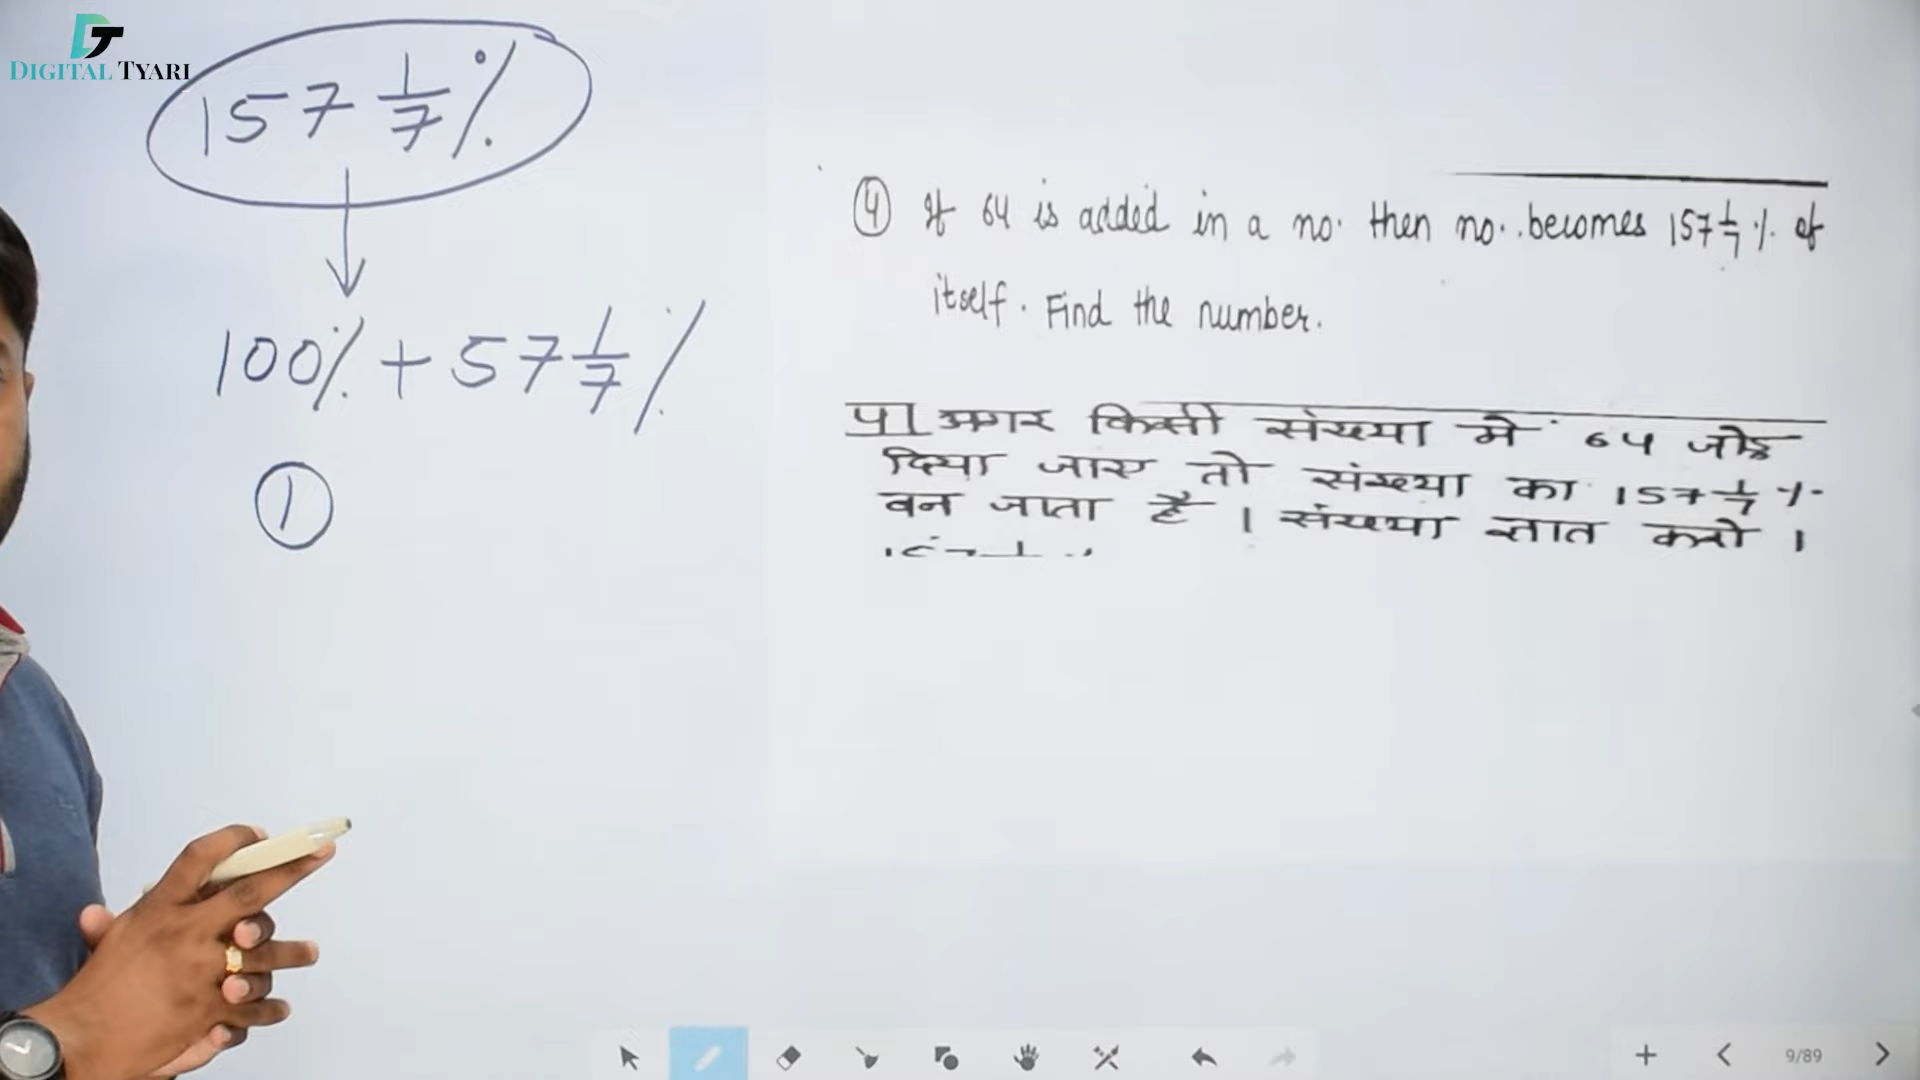 DIGITAL TYARI
157 1/7 %
100% + 57 1/7 %
1
4 If 64 is added in a no. then no. becomes 157 1/7 % of
itself. Find the number.
4| अगर किसी संख्या मे 64 जोड़
दिया जाए तो संख्या का 157 1/7 %
बन जाता है । संख्या ज्ञात करो ।
9/89